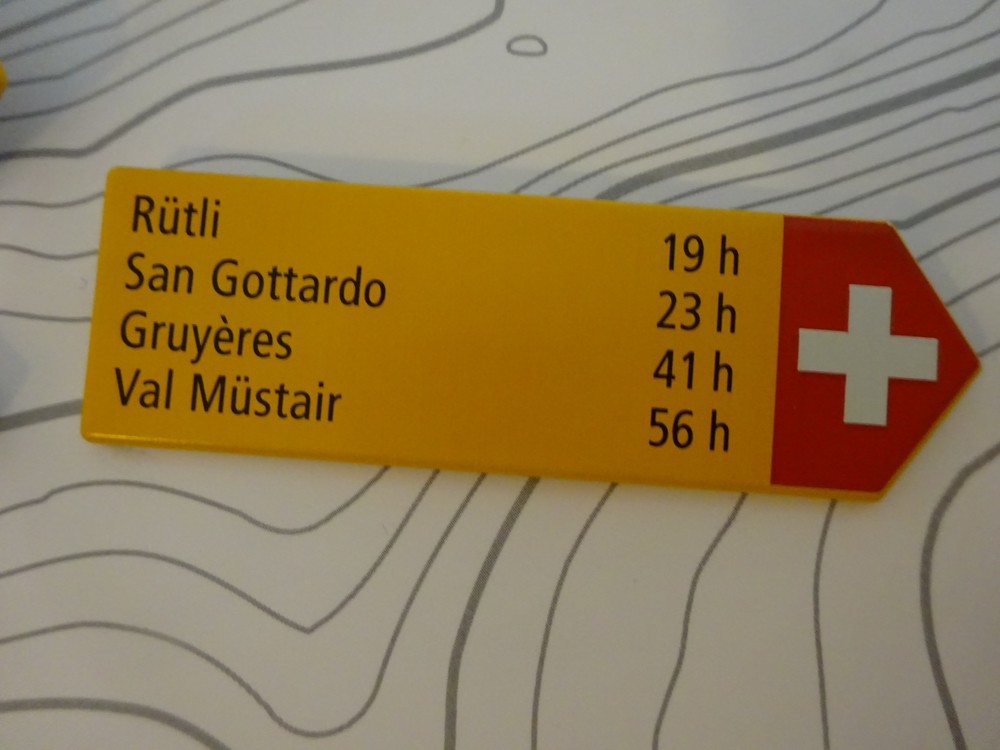 Rütli 19 h
San Gottardo 23 h
Gruyères 41 h
Val Müstair 56 h